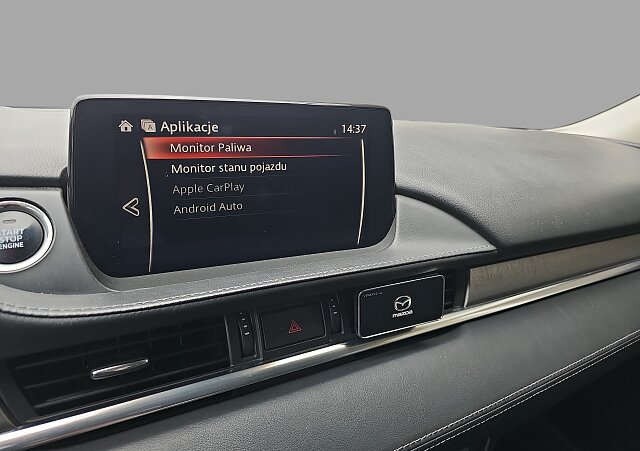 Aplikacje
14:37
Monitor Paliwa
Monitor stanu pojazdu
Apple CarPlay
Android Auto
START
STOP
ENGINE
mazda